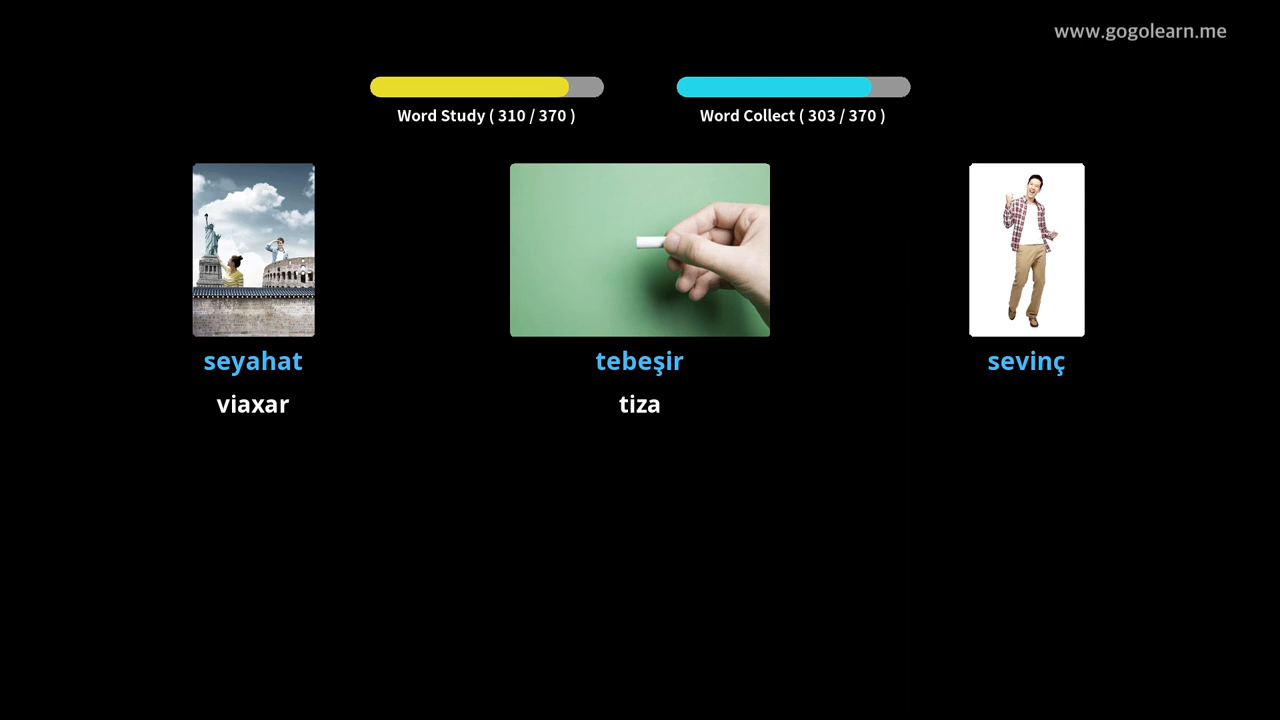 www.gogolearn.me
Word Study ( 310 / 370 )
Word Collect ( 303 / 370 )
seyahat
tebeşir
sevinç
viaxar
tiza